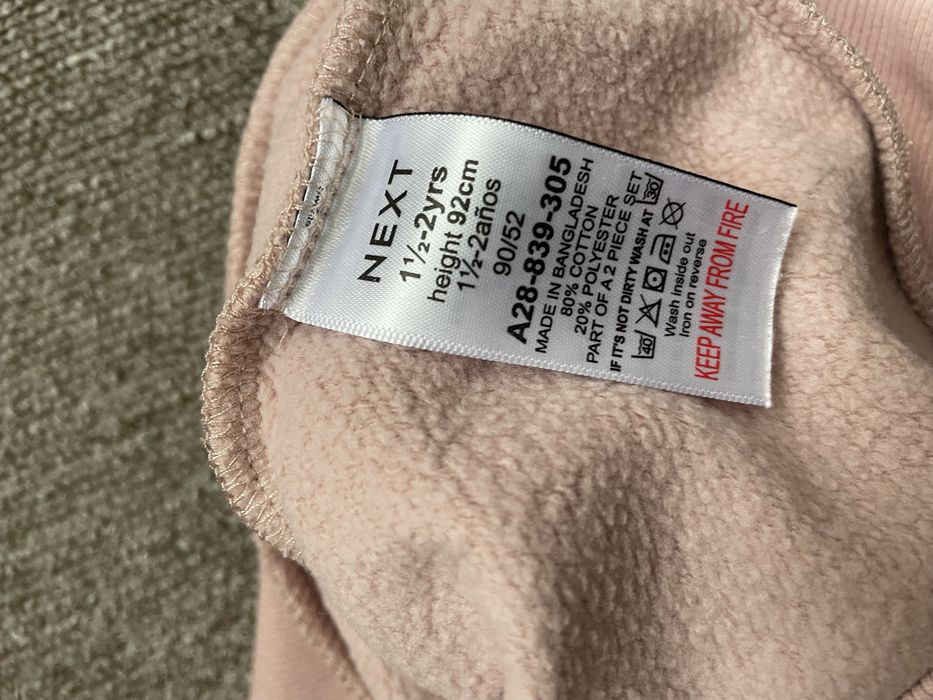 NEXT
1½-2yrs
height 92cm
1½-2años
90/52
A28-839-305
MADE IN BANGLADESH
80% COTTON
20% POLYESTER
PART OF A 2 PIECE SET
IF IT'S NOT DIRTY WASH AT 30
40
Wash inside out
Iron on reverse
KEEP AWAY FROM FIRE